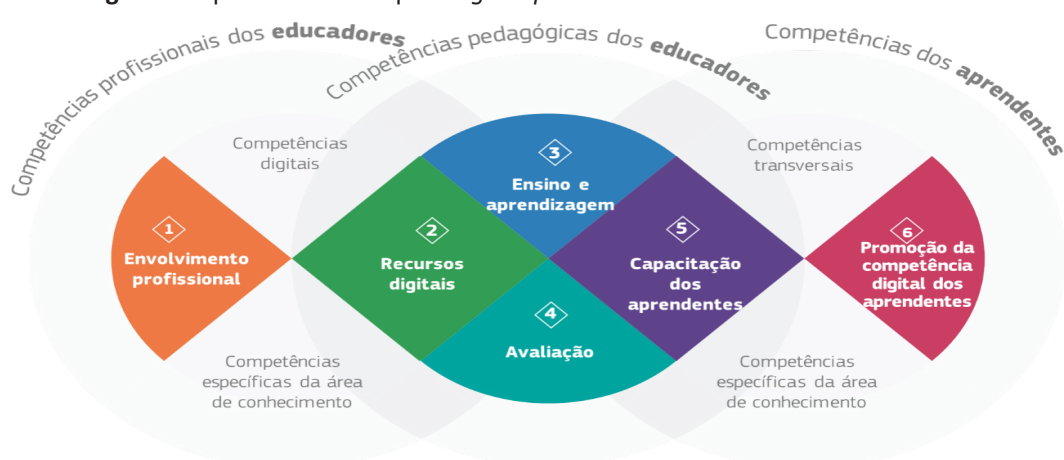 Competências profissionais dos educadores
Competências pedagógicas dos educadores
Competências dos aprendentes
Competências
digitais
Competências
transversais
1
Envolvimento
profissional
2
Recursos
digitais
3
Ensino e
aprendizagem
4
Avaliação
5
Capacitação
dos
aprendentes
6
Promoção da
competência
digital dos
aprendentes
Competências
específicas da área
de conhecimento
Competências
específicas da área
de conhecimento